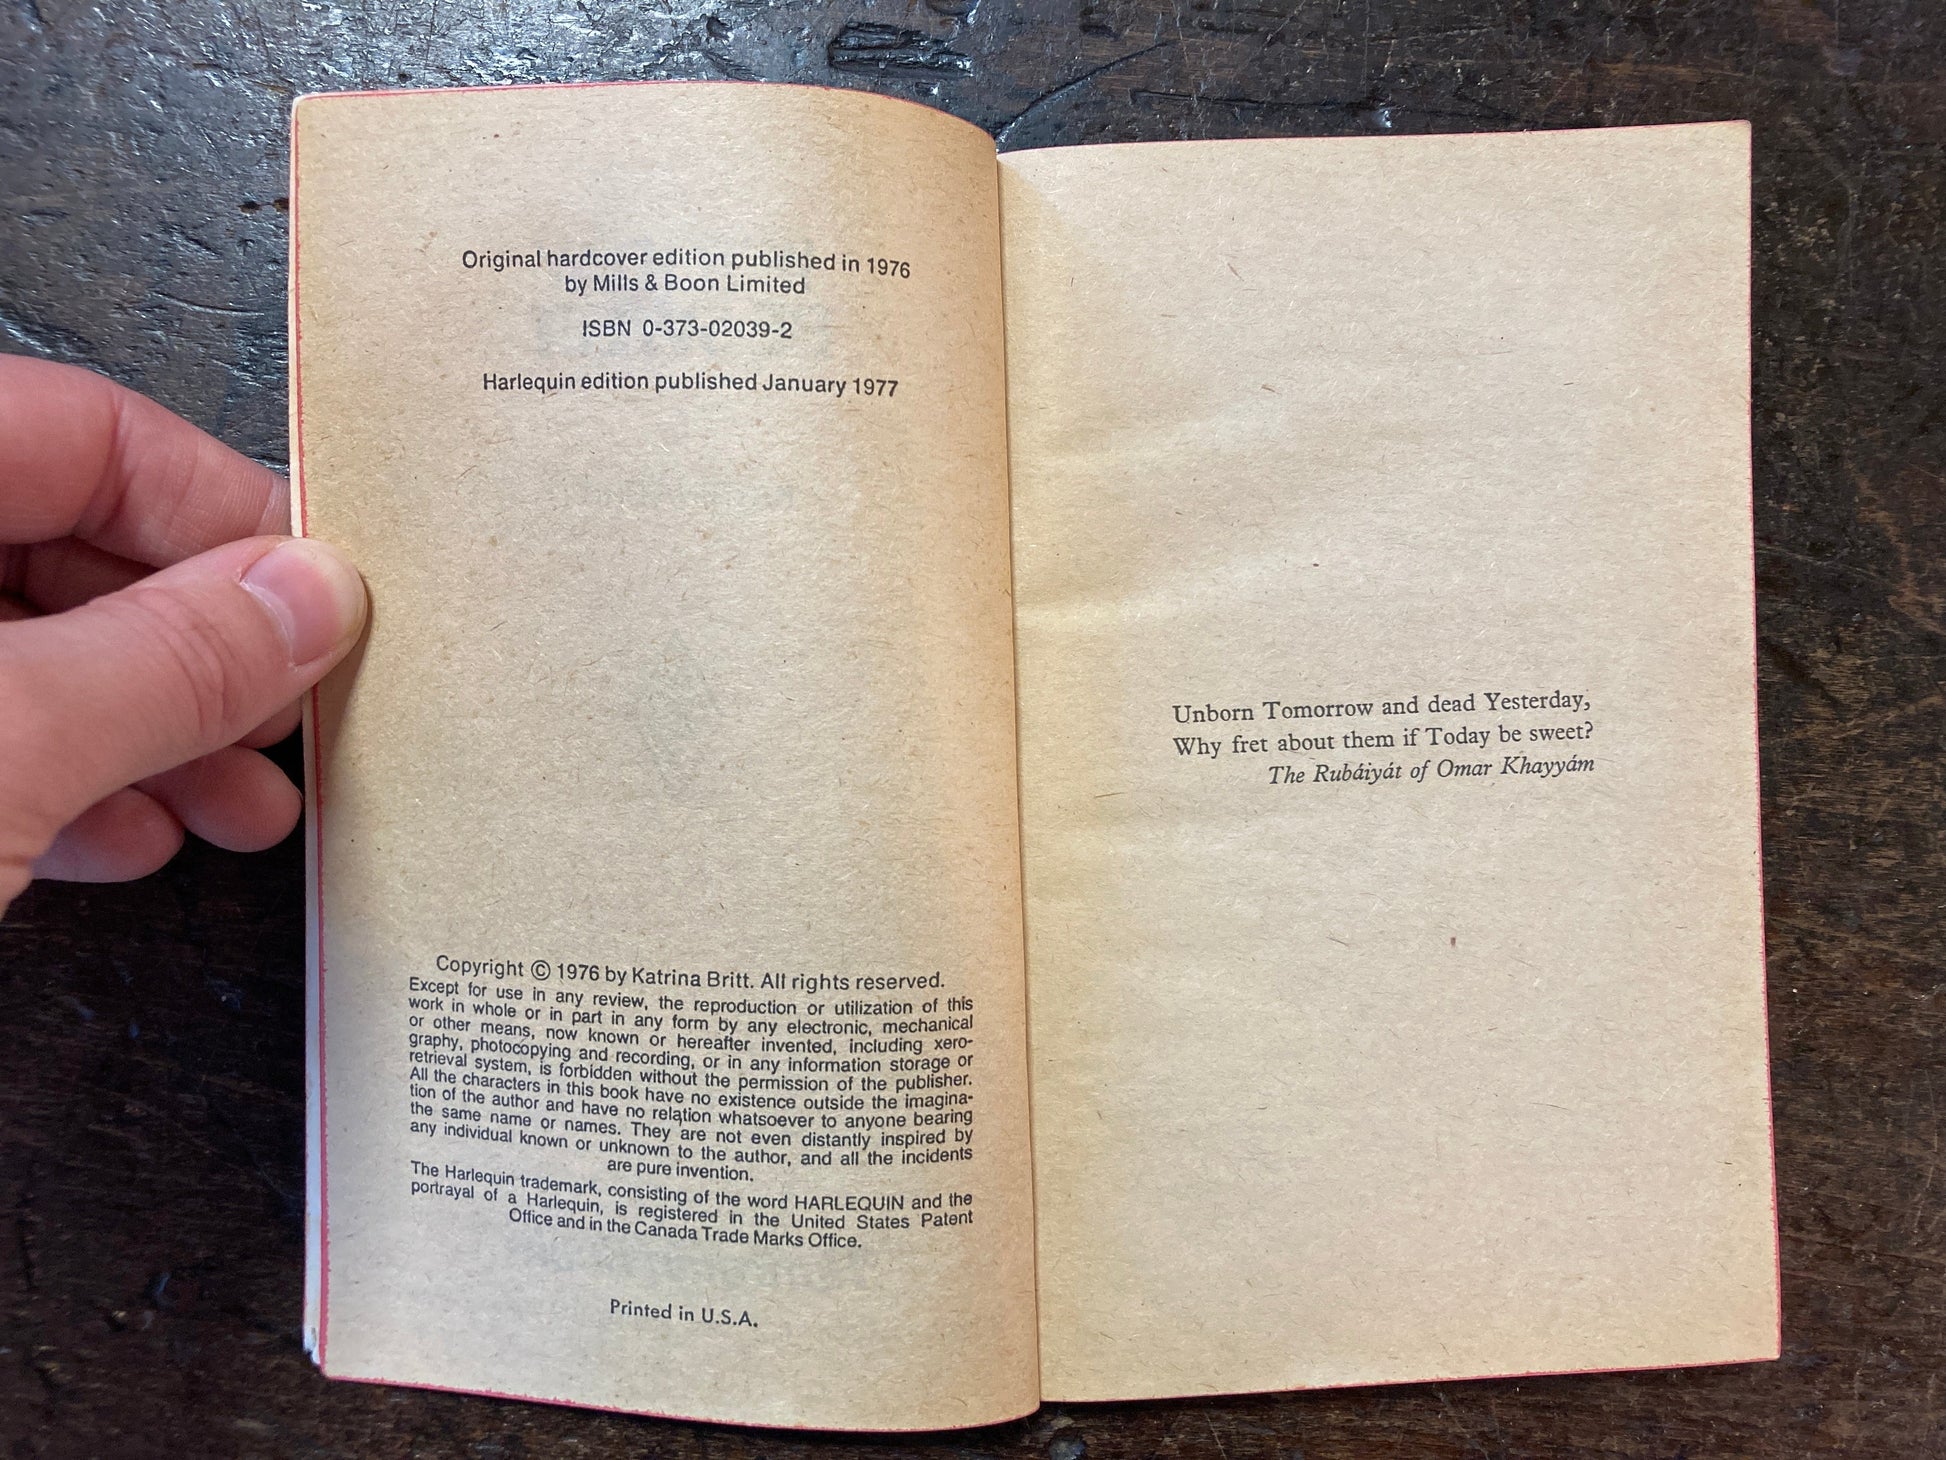 Original hardcover edition published in 1976
by Mills & Boon Limited
ISBN 0-373-02039-2
Harlequin edition published January 1977
Copyright © 1976 by Katrina Britt. All rights reserved.
Except for use in any review, the reproduction or utilization of this
work in whole or in part in any form by any electronic, mechanical
or other means, now known or hereafter invented, including xero-
graphy, photocopying and recording, or in any information storage or
retrieval system, is forbidden without the permission of the publisher.
All the characters in this book have no existence outside the imagina-
tion of the author and have no relation whatsoever to anyone bearing
the same name or names. They are not even distantly inspired by
any individual known or unknown to the author, and all the incidents
are pure invention.
The Harlequin trademark, consisting of the word HARLEQUIN and the
portrayal of a Harlequin, is registered in the United States Patent
Office and in the Canada Trade Marks Office.
Printed in U.S.A.
Unborn Tomorrow and dead Yesterday,
Why fret about them if Today be sweet?
The Rubáiyát of Omar Khayyám